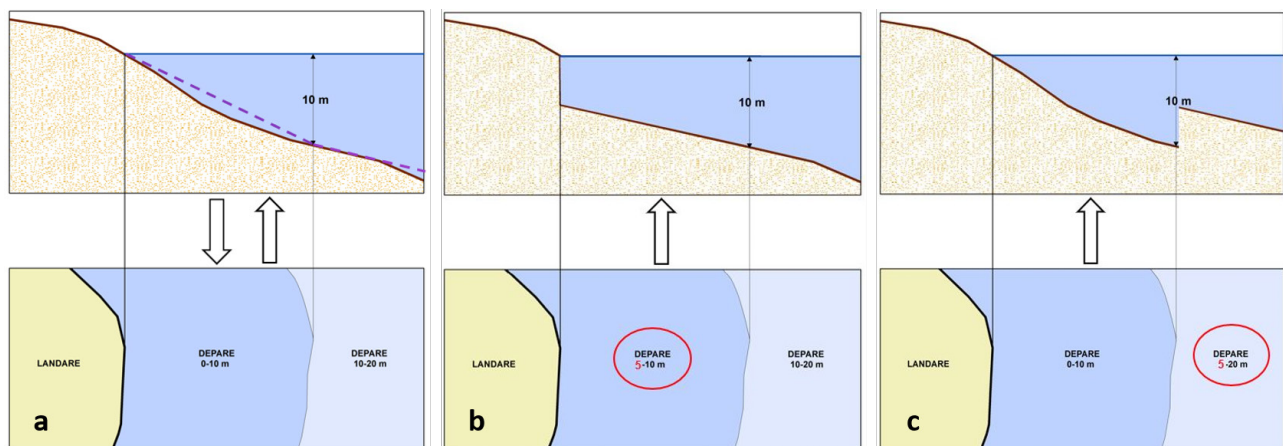 10 m
LANDARE
DEPARE
0-10 m
DEPARE
10-20 m
a
10 m
DEPARE
5-10 m
DEPARE
10-20 m
LANDARE
b
10 m
LANDARE
DEPARE
0-10 m
DEPARE
5-20 m
c